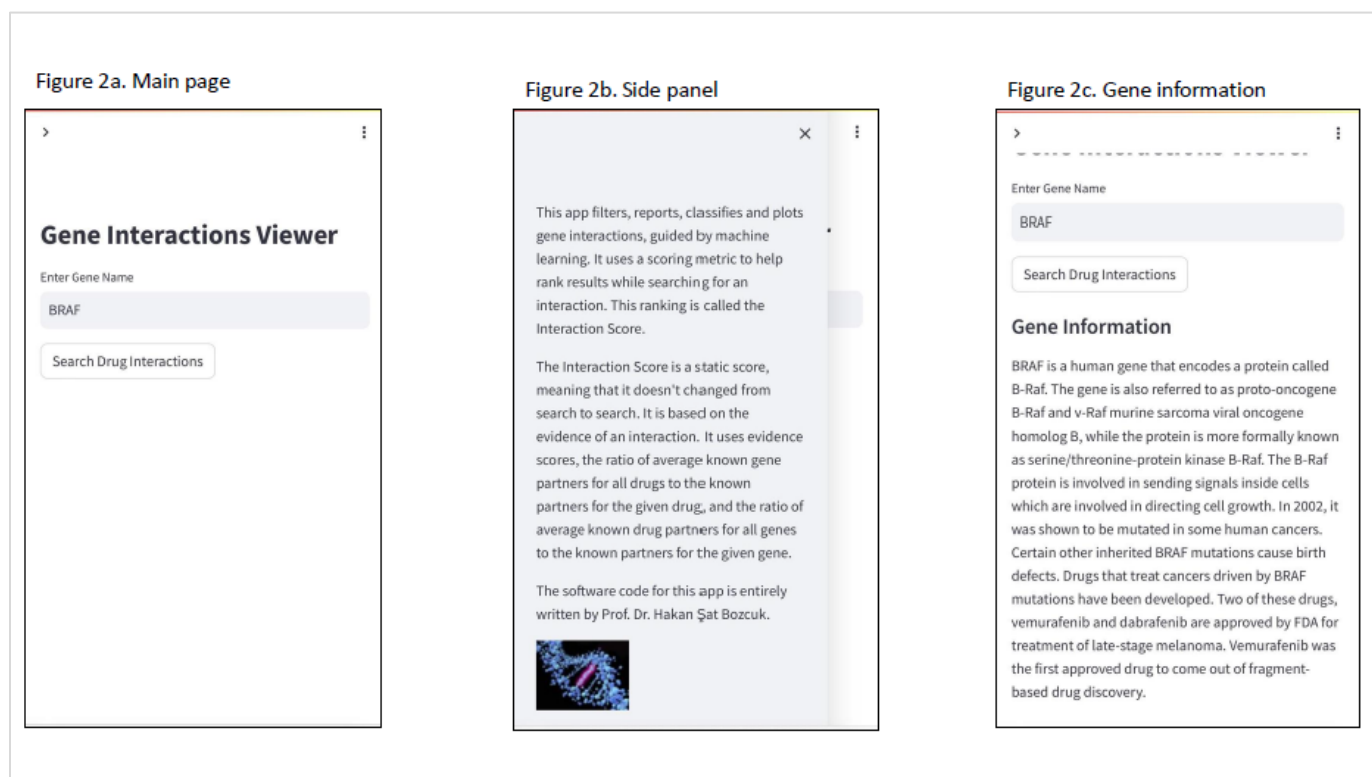 Figure 2a. Main page
Gene Interactions Viewer
Enter Gene Name
BRAF
Search Drug Interactions
Figure 2b. Side panel
This app filters, reports, classifies and plots
gene interactions, guided by machine
learning. It uses a scoring metric to help
rank results while searching for an
interaction. This ranking is called the
Interaction Score.
The Interaction Score is a static score,
meaning that it doesn't changed from
search to search. It is based on the
evidence of an interaction. It uses evidence
scores, the ratio of average known gene
partners for all drugs to the known
partners for the given drug, and the ratio of
average known drug partners for all genes
to the known partners for the given gene.
The software code for this app is entirely
written by Prof. Dr. Hakan Şat Bozcuk.
Figure 2c. Gene information
Gene Interactions Viewer
Enter Gene Name
BRAF
Search Drug Interactions
Gene Information
BRAF is a human gene that encodes a protein called
B-Raf. The gene is also referred to as proto-oncogene
B-Raf and v-Raf murine sarcoma viral oncogene
homolog B, while the protein is more formally known
as serine/threonine-protein kinase B-Raf. The B-Raf
protein is involved in sending signals inside cells
which are involved in directing cell growth. In 2002, it
was shown to be mutated in some human cancers.
Certain other inherited BRAF mutations cause birth
defects. Drugs that treat cancers driven by BRAF
mutations have been developed. Two of these drugs,
vemurafenib and dabrafenib are approved by FDA for
treatment of late-stage melanoma. Vemurafenib was
the first approved drug to come out of fragment-
based drug discovery.